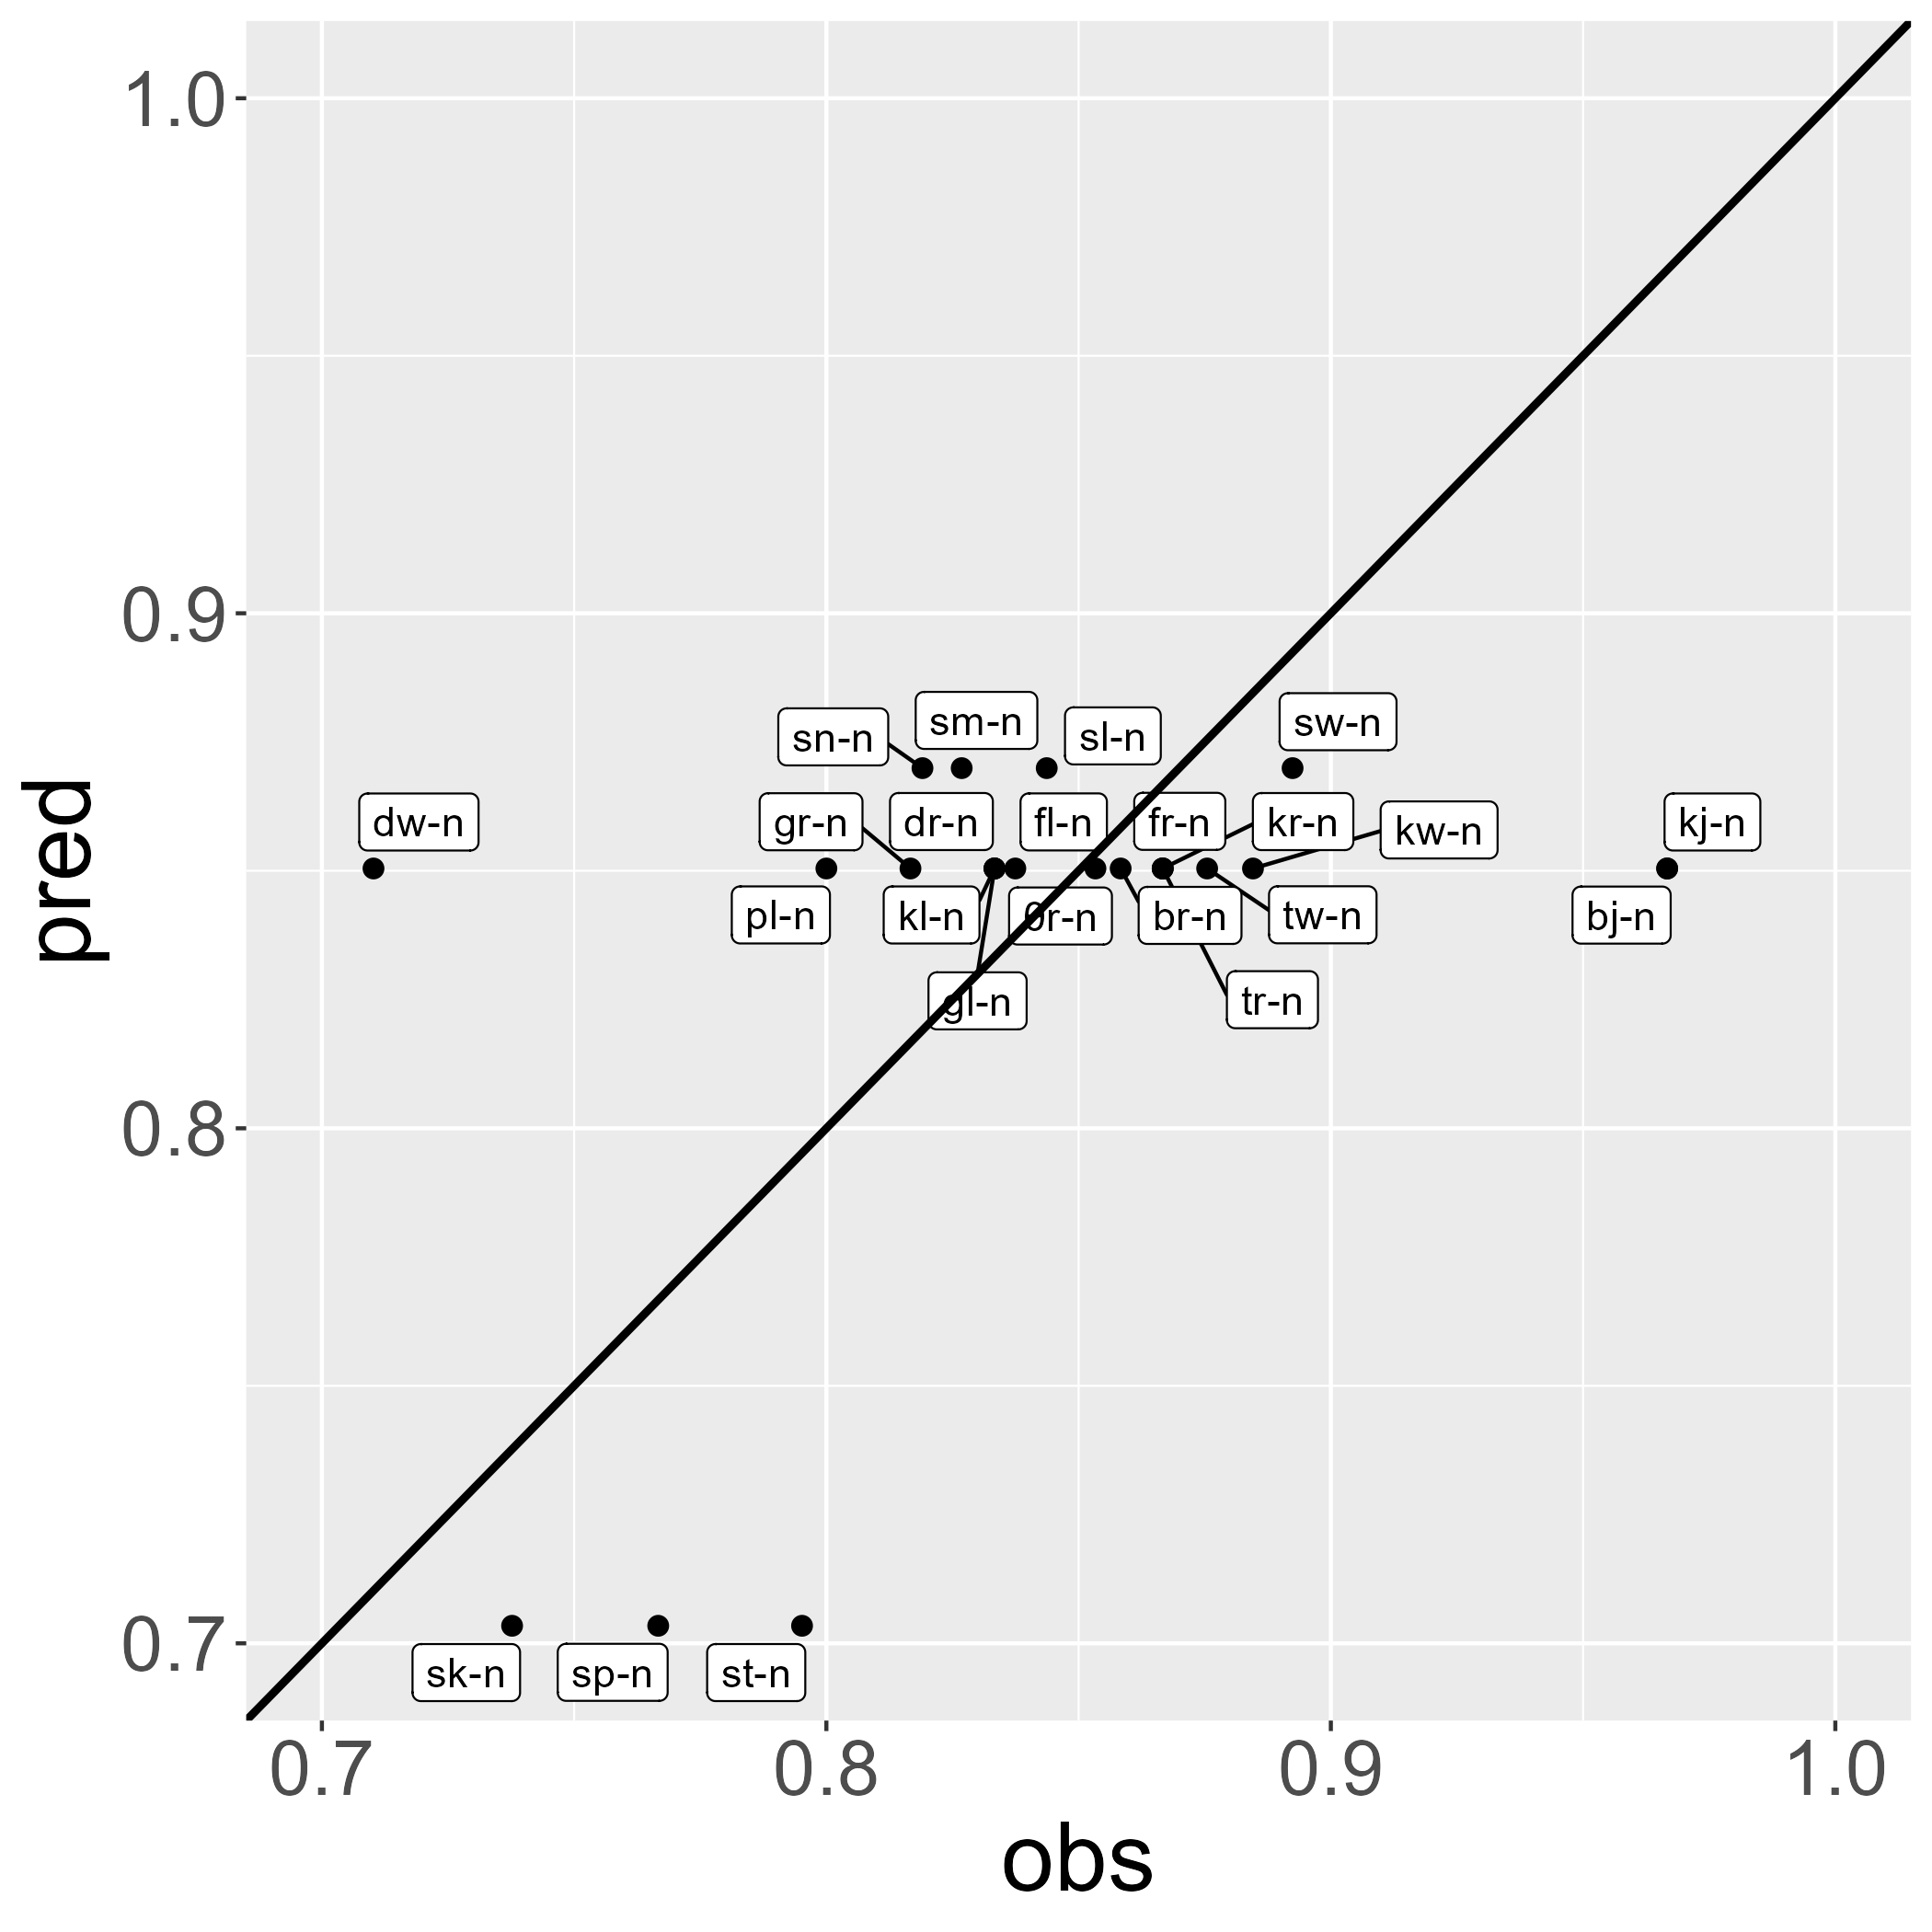 1.0
0.9
0.8
0.7
pred
sm-n
sw-n
sn-n
sl-n
dw-n
gr-n
dr-n
fl-n
fr-n
kr-n
kw-n
kj-n
pl-n
kl-n
θr-n
br-n
tw-n
bj-n
gl-n
tr-n
sk-n
sp-n
st-n
0.7
0.8
0.9
1.0
obs